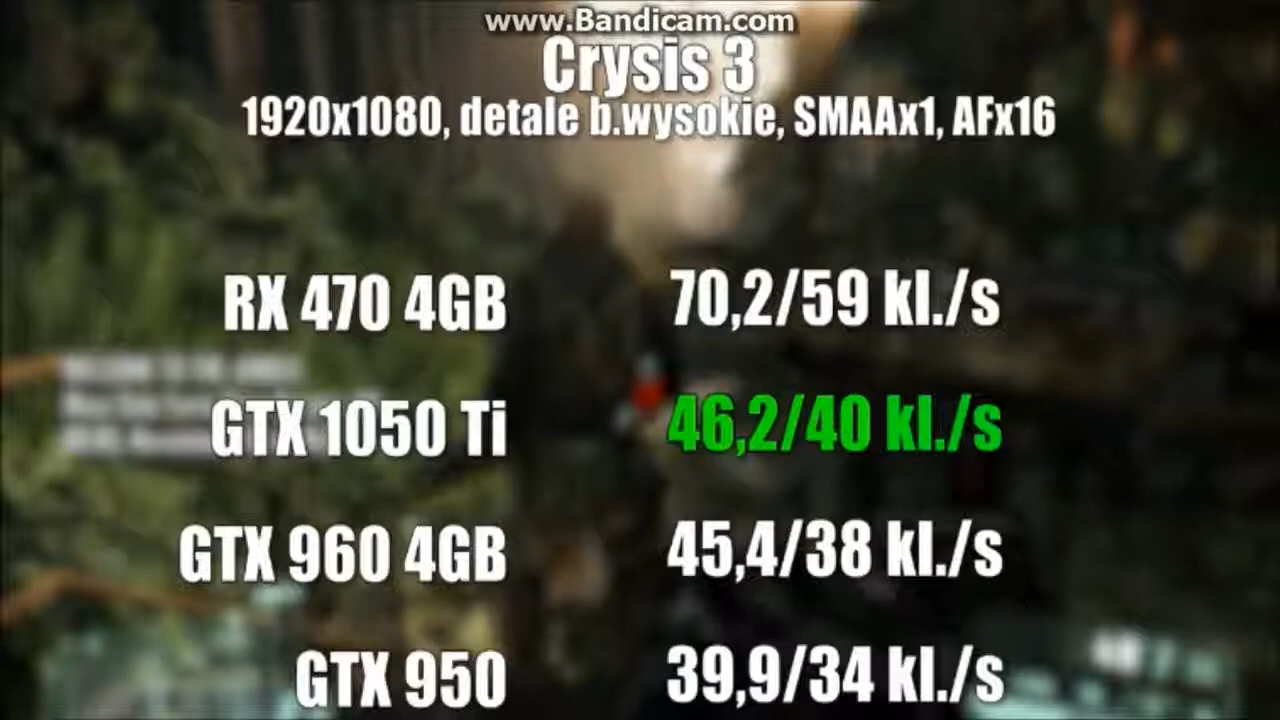 www.Bandicam.com
Crysis 3
1920x1080, detale b.wysokie, SMAAx1, AFx16
RX 470 4GB 70,2/59 kl./s
GTX 1050 Ti 46,2/40 kl./s
GTX 960 4GB 45,4/38 kl./s
GTX 950 39,9/34 kl./s